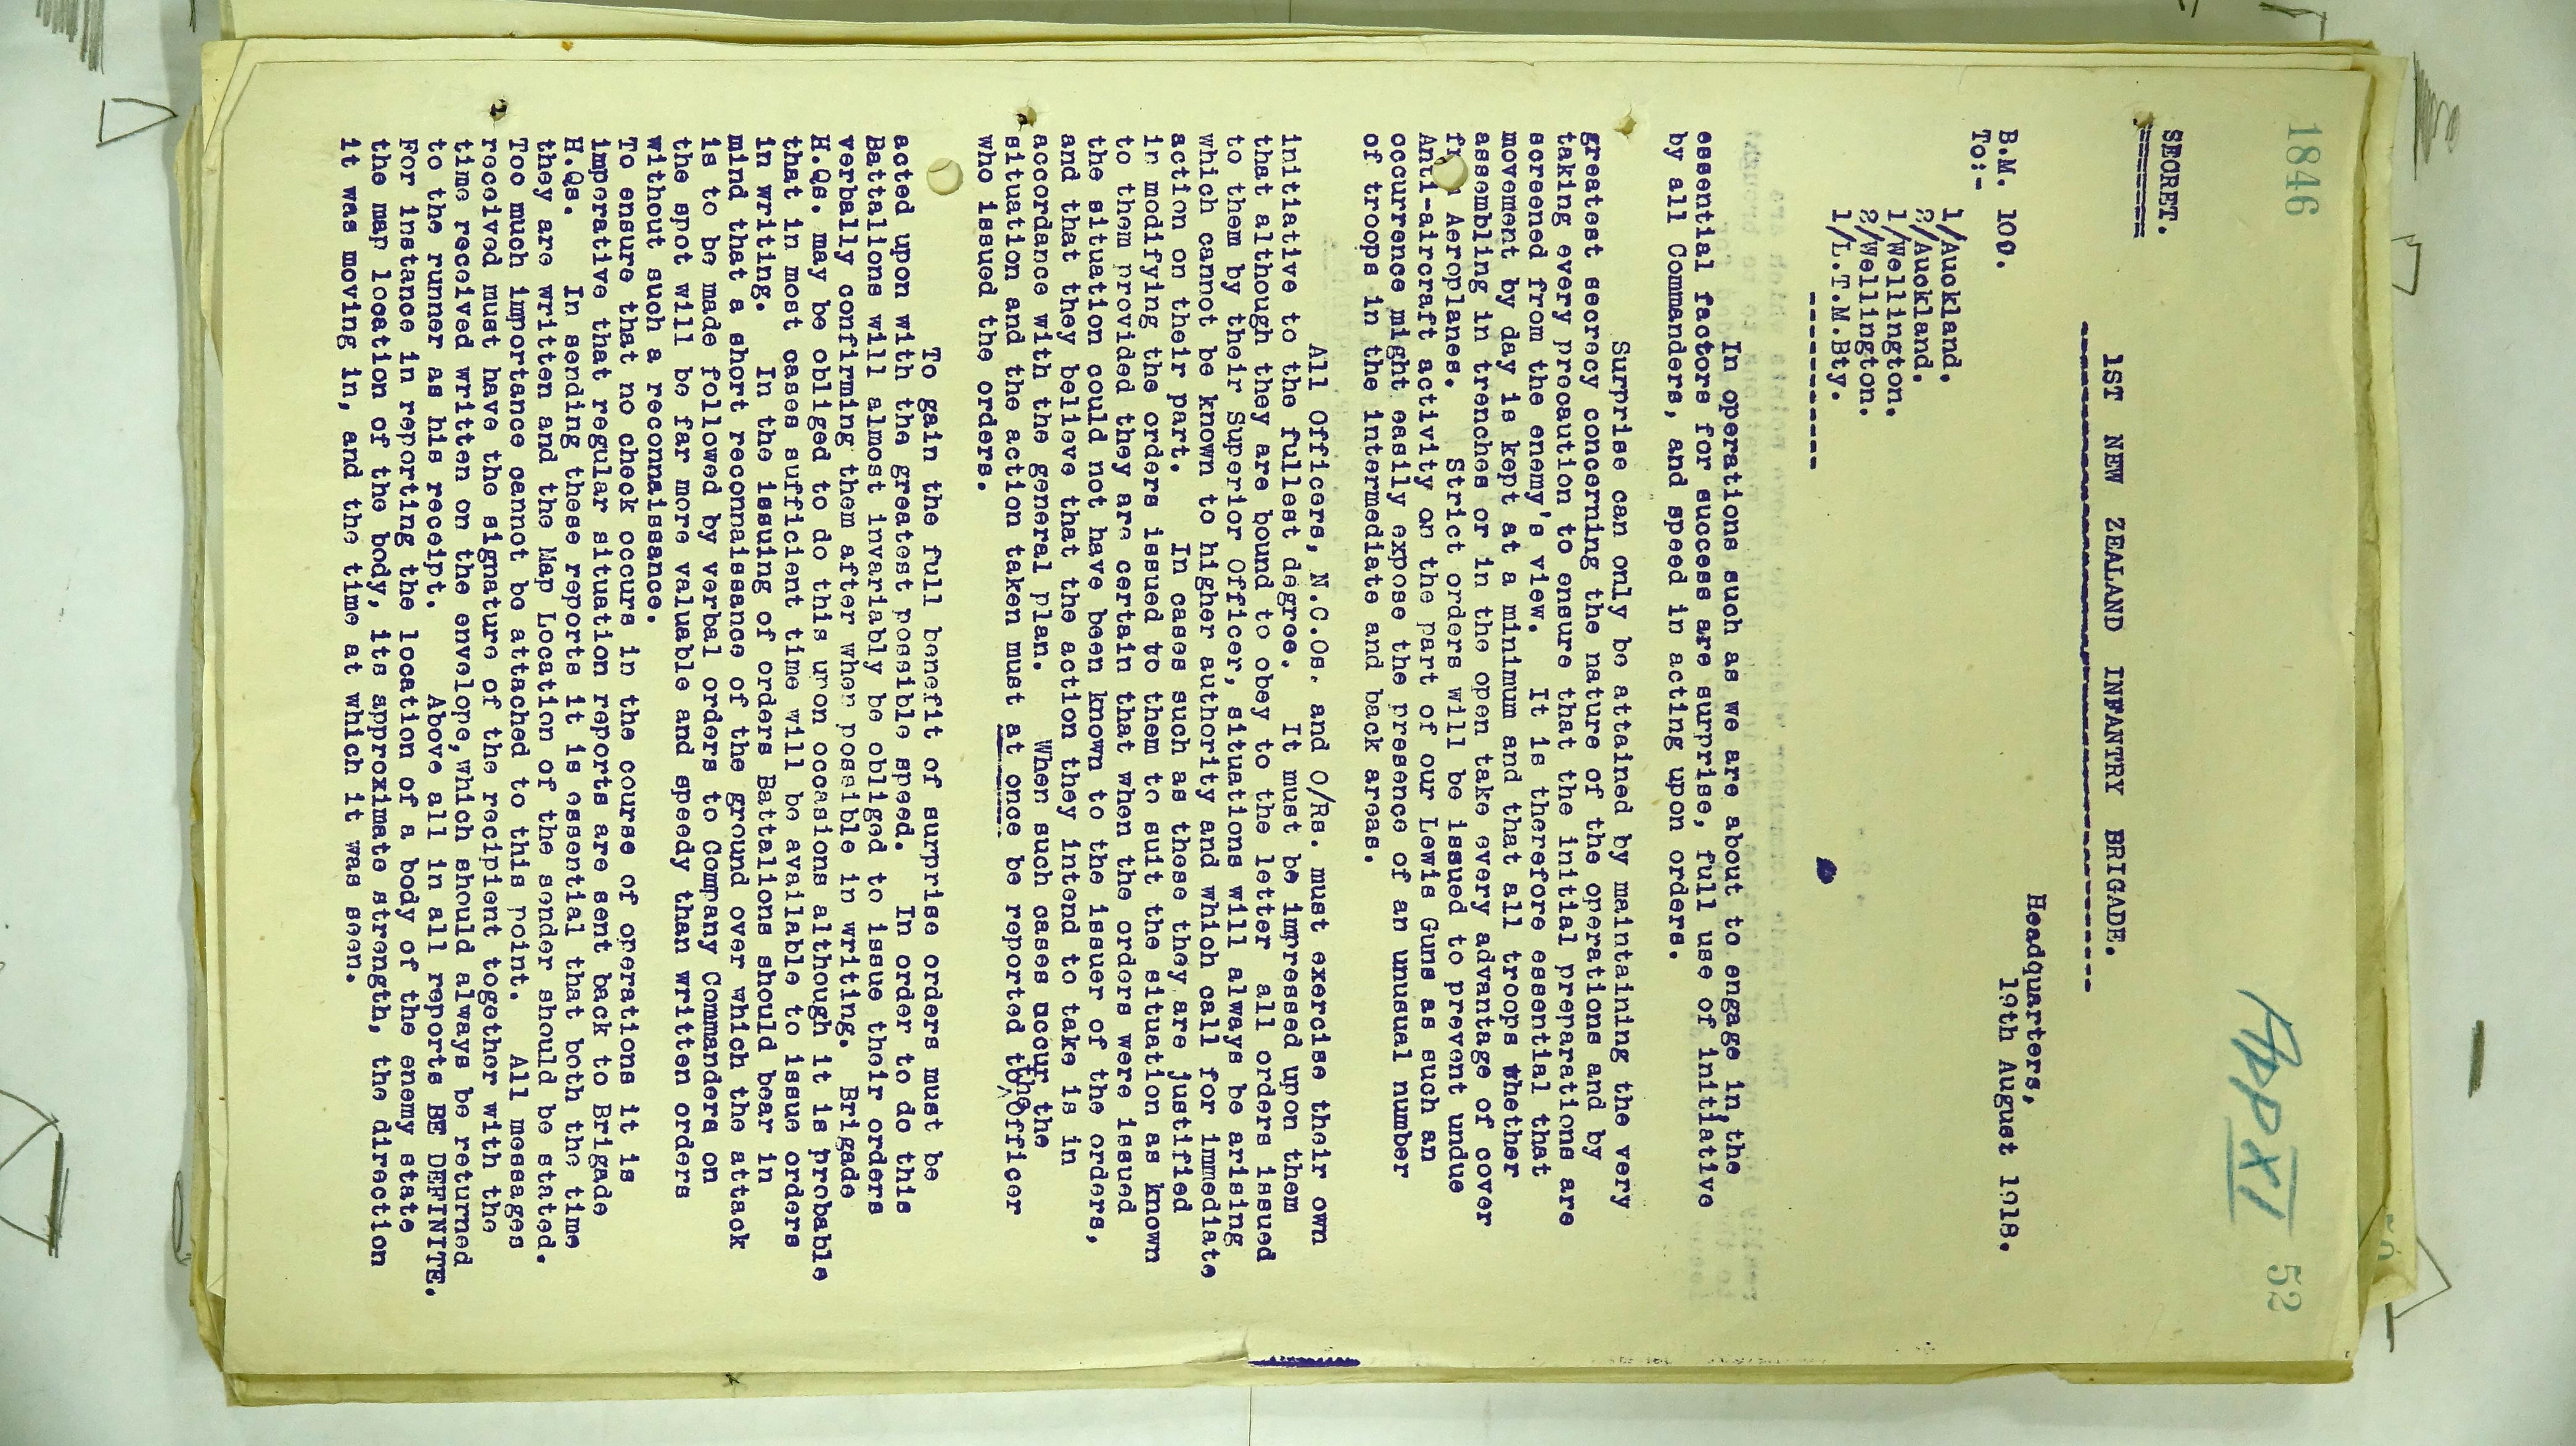 1846
App XI 52
SECRET.
1ST NEW ZEALAND INFANTRY BRIGADE.
Headquarters,
B.M. 100. 19th August 1918.
To:-
1/Auckland.
2/Auckland.
1/Wellington.
2/Wellington.
1/L.T.M.Bty.
In operations such as we are about to engage in, the
essential factors for success are surprise, full use of initiative
by all Commanders, and speed in acting upon orders.
Surprise can only be attained by maintaining the very
greatest secrecy concerning the nature of the operations and by
taking every precaution to ensure that the initial preparations are
screened from the enemy's view. It is therefore essential that
movement by day is kept at a minimum and that all troops whether
assembling in trenches or in the open take every advantage of cover
from Aeroplanes. Strict orders will be issued to prevent undue
Anti-aircraft activity on the part of our Lewis Guns as such an
occurrence might easily expose the presence of an unusual number
of troops in the intermediate and back areas.
All Officers, N.C.Os. and O/Rs. must exercise their own
initiative to the fullest degree. It must be impressed upon them
that although they are bound to obey to the letter all orders issued
to them by their Superior Officer, situations will always be arising
which cannot be known to higher authority and which call for immediate
action on their part. In cases such as these they are justified
in modifying the orders issued to them to suit the situation as known
to them provided they are certain that when the orders were issued
the situation could not have been known to the issuer of the orders,
and that they believe that the action they intend to take is in
accordance with the general plan. When such cases occur the
situation and the action taken must at once be reported to the Officer
who issued the orders.
To gain the full benefit of surprise orders must be
acted upon with the greatest possible speed. In order to do this
Battalions will almost invariably be obliged to issue their orders
verbally confirming them after when possible in writing. Brigade
H.Qs. may be obliged to do this upon occasions although it is probable
that in most cases sufficient time will be available to issue orders
in writing. In the issuing of orders Battalions should bear in
mind that a short reconnaissance of the ground over which the attack
is to be made followed by verbal orders to Company Commanders on
the spot will be far more valuable and speedy than written orders
without such a reconnaissance.
To ensure that no check occurs in the course of operations it is
imperative that regular situation reports are sent back to Brigade
H.Qs. In sending these reports it is essential that both the time
they are written and the Map Location of the sender should be stated.
Too much importance cannot be attached to this point. All messages
received must have the signature of the recipient together with the
time received written on the envelope, which should always be returned
to the runner as his receipt. Above all in all reports BE DEFINITE.
For instance in reporting the location of a body of the enemy state
the map location of the body, its approximate strength, the direction
it was moving in, and the time at which it was seen.